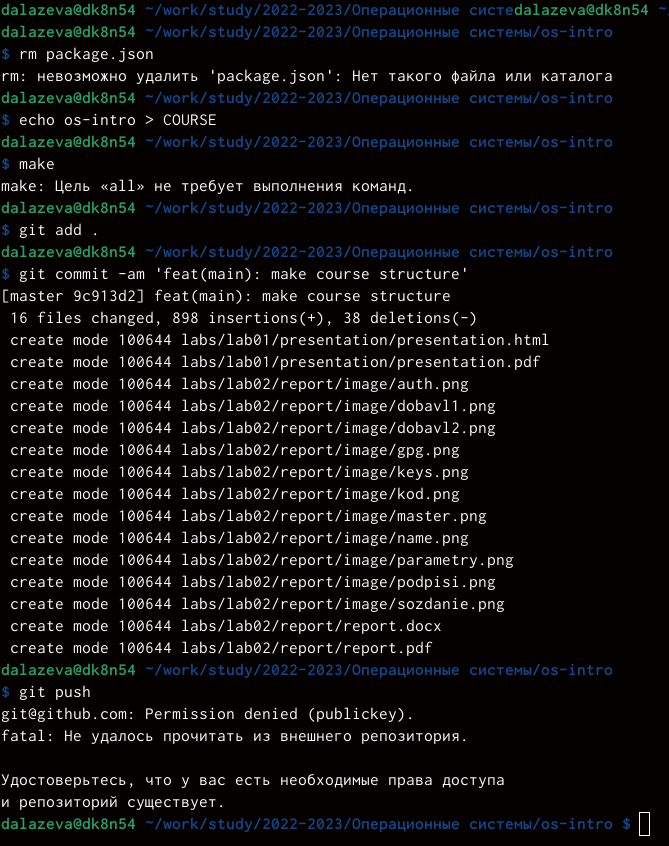 dalazeva@dk8n54 ~/work/study/2022-2023/Операционные системdalazeva@dk8n54 ~
dalazeva@dk8n54 ~/work/study/2022-2023/Операционные системы/os-intro
$ rm package.json
rm: невозможно удалить 'package.json': Нет такого файла или каталога
dalazeva@dk8n54 ~/work/study/2022-2023/Операционные системы/os-intro
$ echo os-intro > COURSE
dalazeva@dk8n54 ~/work/study/2022-2023/Операционные системы/os-intro
$ make
make: Цель «all» не требует выполнения команд.
dalazeva@dk8n54 ~/work/study/2022-2023/Операционные системы/os-intro
$ git add .
dalazeva@dk8n54 ~/work/study/2022-2023/Операционные системы/os-intro
$ git commit -am 'feat(main): make course structure'
[master 9c913d2] feat(main): make course structure
 16 files changed, 898 insertions(+), 38 deletions(-)
 create mode 100644 labs/lab01/presentation/presentation.html
 create mode 100644 labs/lab01/presentation/presentation.pdf
 create mode 100644 labs/lab02/report/image/auth.png
 create mode 100644 labs/lab02/report/image/dobavl1.png
 create mode 100644 labs/lab02/report/image/dobavl2.png
 create mode 100644 labs/lab02/report/image/gpg.png
 create mode 100644 labs/lab02/report/image/keys.png
 create mode 100644 labs/lab02/report/image/kod.png
 create mode 100644 labs/lab02/report/image/master.png
 create mode 100644 labs/lab02/report/image/name.png
 create mode 100644 labs/lab02/report/image/parametry.png
 create mode 100644 labs/lab02/report/image/podpisi.png
 create mode 100644 labs/lab02/report/image/sozdanie.png
 create mode 100644 labs/lab02/report/report.docx
 create mode 100644 labs/lab02/report/report.pdf
dalazeva@dk8n54 ~/work/study/2022-2023/Операционные системы/os-intro
$ git push
git@github.com: Permission denied (publickey).
fatal: Не удалось прочитать из внешнего репозитория.

Удостоверьтесь, что у вас есть необходимые права доступа
и репозиторий существует.
dalazeva@dk8n54 ~/work/study/2022-2023/Операционные системы/os-intro $